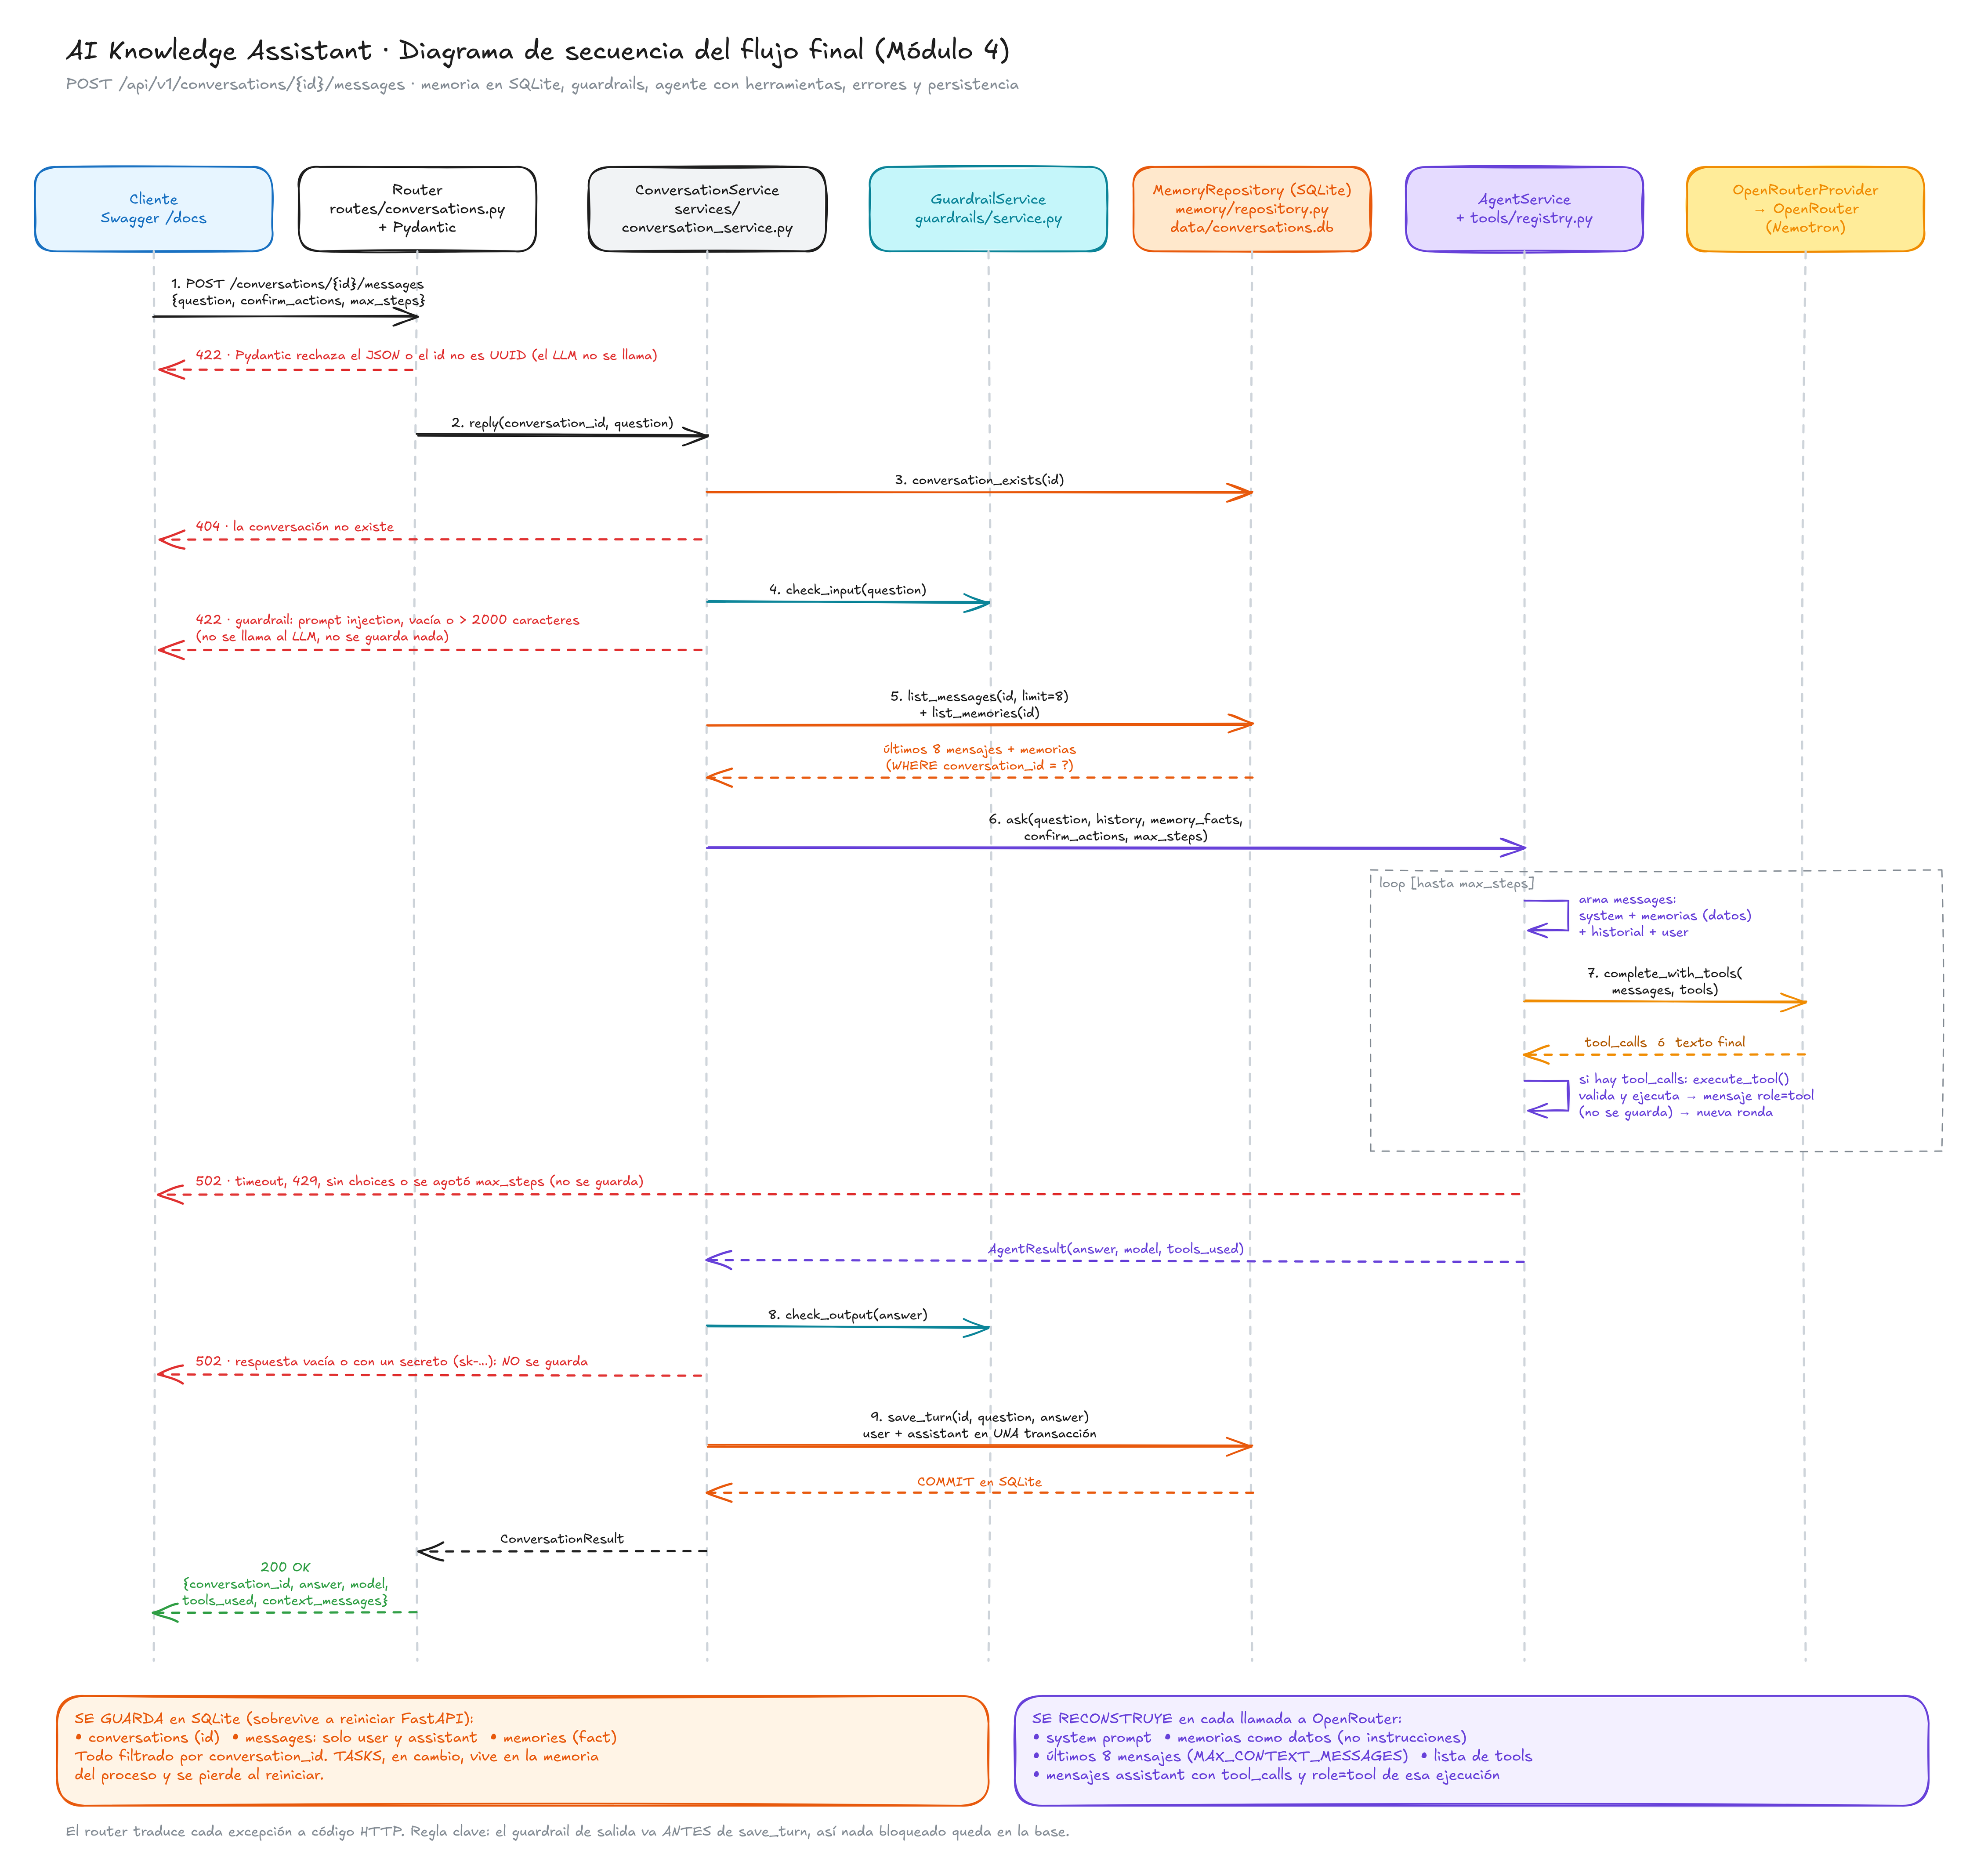 AI Knowledge Assistant · Diagrama de secuencia del flujo final (Módulo 4)
POST /api/v1/conversations/{id}/messages · memoria en SQLite, guardrails, agente con herramientas, errores y persistencia
Cliente
Swagger /docs
Router
routes/conversations.py
+ Pydantic
ConversationService
services/
conversation_service.py
GuardrailService
guardrails/service.py
MemoryRepository (SQLite)
memory/repository.py
data/conversations.db
AgentService
+ tools/registry.py
OpenRouterProvider
→ OpenRouter
(Nemotron)
1. POST /conversations/{id}/messages
{question, confirm_actions, max_steps}
422 · Pydantic rechaza el JSON o el id no es UUID (el LLM no se llama)
2. reply(conversation_id, question)
3. conversation_exists(id)
404 · la conversación no existe
4. check_input(question)
422 · guardrail: prompt injection, vacía o > 2000 caracteres
(no se llama al LLM, no se guarda nada)
5. list_messages(id, limit=8)
+ list_memories(id)
últimos 8 mensajes + memorias
(WHERE conversation_id = ?)
6. ask(question, history, memory_facts,
confirm_actions, max_steps)
loop [hasta max_steps]
arma messages:
system + memorias (datos)
+ historial + user
7. complete_with_tools(
messages, tools)
tool_calls ó texto final
si hay tool_calls: execute_tool()
valida y ejecuta → mensaje role=tool
(no se guarda) → nueva ronda
502 · timeout, 429, sin choices o se agotó max_steps (no se guarda)
AgentResult(answer, model, tools_used)
8. check_output(answer)
502 · respuesta vacía o con un secreto (sk-...): NO se guarda
9. save_turn(id, question, answer)
user + assistant en UNA transacción
COMMIT en SQLite
ConversationResult
200 OK
{conversation_id, answer, model,
tools_used, context_messages}
SE GUARDA en SQLite (sobrevive a reiniciar FastAPI):
• conversations (id) • messages: solo user y assistant • memories (fact)
Todo filtrado por conversation_id. TASKS, en cambio, vive en la memoria
del proceso y se pierde al reiniciar.
SE RECONSTRUYE en cada llamada a OpenRouter:
• system prompt • memorias como datos (no instrucciones)
• últimos 8 mensajes (MAX_CONTEXT_MESSAGES) • lista de tools
• mensajes assistant con tool_calls y role=tool de esa ejecución
El router traduce cada excepción a código HTTP. Regla clave: el guardrail de salida va ANTES de save_turn, así nada bloqueado queda en la base.